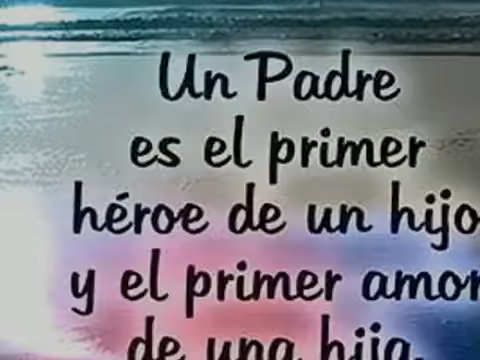 Un Padre
es el primer
héroe de un hijo
y el primer amor
de una hija.